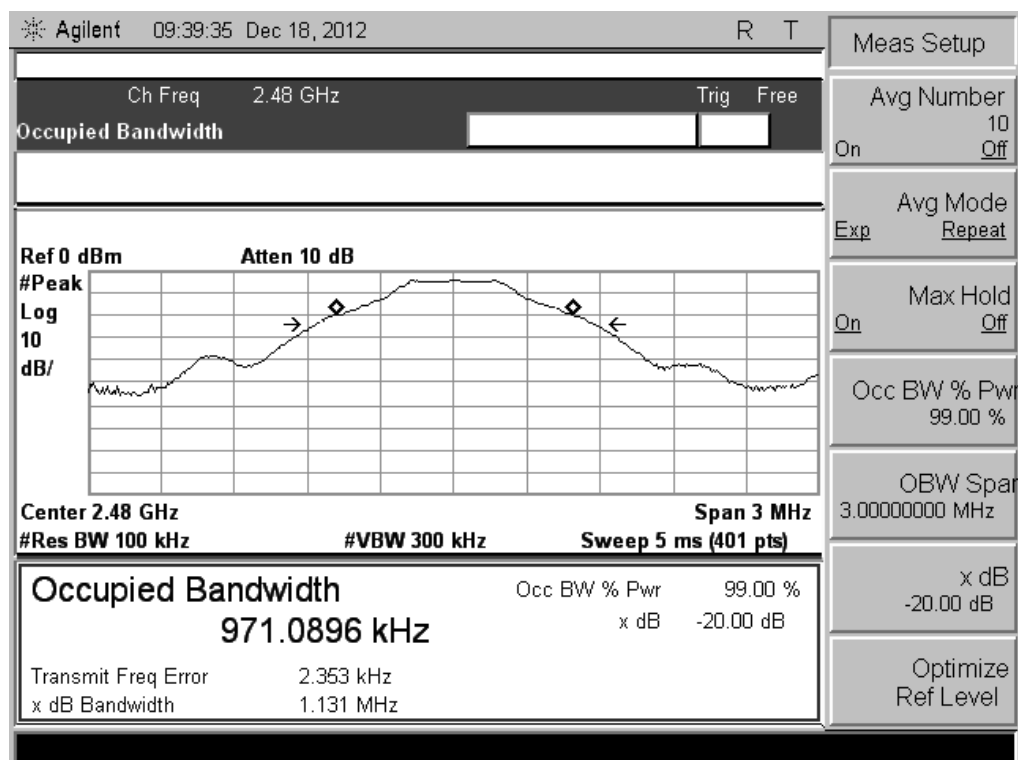 Agilent 09:39:35 Dec 18, 2012 R T
Ch Freq 2.48 GHz Trig Free
Occupied Bandwidth
Ref 0 dBm Atten 10 dB
#Peak
Log
10
dB/
Center 2.48 GHz Span 3 MHz
#Res BW 100 kHz #VBW 300 kHz Sweep 5 ms (401 pts)
Occupied Bandwidth
971.0896 kHz
Occ BW % Pwr 99.00 %
x dB -20.00 dB
Transmit Freq Error 2.353 kHz
x dB Bandwidth 1.131 MHz
Meas Setup
Avg Number
10
On Off
Avg Mode
Exp Repeat
Max Hold
On Off
Occ BW % Pwr
99.00 %
OBW Span
3.00000000 MHz
x dB
-20.00 dB
Optimize
Ref Level